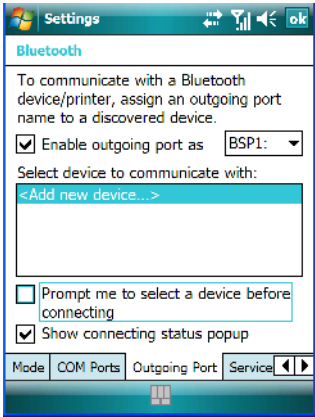 Settings ok
Bluetooth
To communicate with a Bluetooth
device/printer, assign an outgoing port
name to a discovered device.
Enable outgoing port as BSP1:
Select device to communicate with:
<Add new device...>
Prompt me to select a device before
connecting
Show connecting status popup
Mode COM Ports Outgoing Port Service